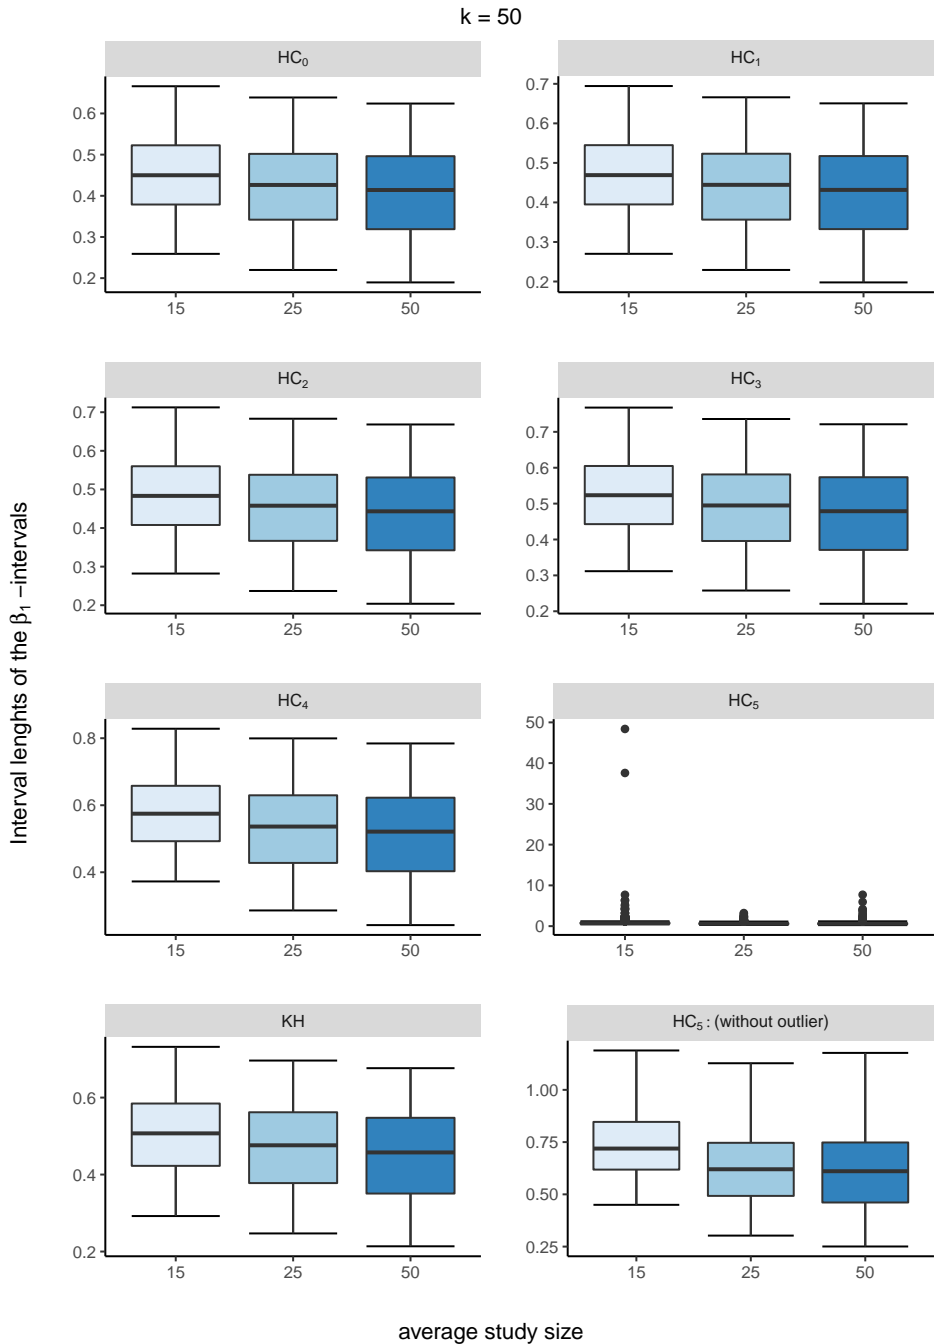 k = 50
HC₀
0.6
0.5
0.4
0.3
0.2
15 25 50
HC₁
0.7
0.6
0.5
0.4
0.3
0.2
15 25 50
HC₂
0.7
0.6
0.5
0.4
0.3
0.2
15 25 50
HC₃
0.7
0.6
0.5
0.4
0.3
0.2
15 25 50
HC₄
0.8
0.6
0.4
15 25 50
HC₅
50
40
30
20
10
0
15 25 50
KH
0.6
0.4
0.2
15 25 50
HC₅ : (without outlier)
1.00
0.75
0.50
0.25
15 25 50
Interval lenghts of the β₁ −intervals
average study size